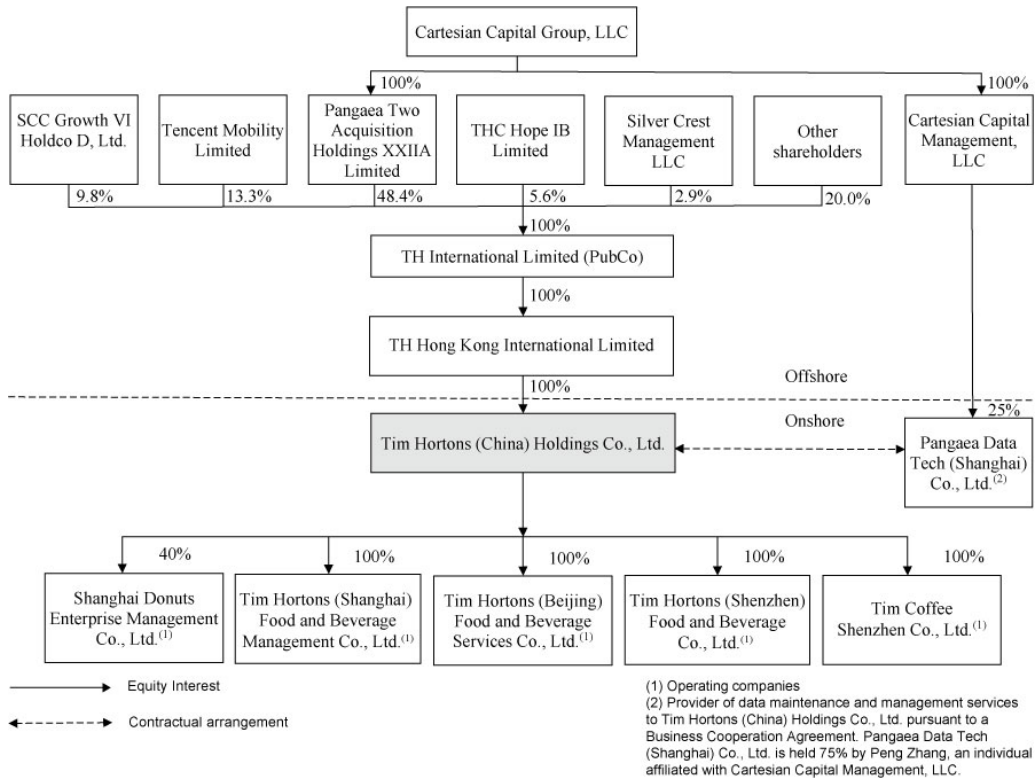 Cartesian Capital Group, LLC
100%
100%
SCC Growth VI
Holdco D, Ltd.
Tencent Mobility
Limited
Pangaea Two
Acquisition
Holdings XXIIA
Limited
THC Hope IB
Limited
Silver Crest
Management
LLC
Other
shareholders
Cartesian Capital
Management,
LLC
9.8%
13.3%
48.4%
5.6%
2.9%
20.0%
100%
TH International Limited (PubCo)
100%
TH Hong Kong International Limited
100%
Offshore
Onshore
25%
Tim Hortons (China) Holdings Co., Ltd.
Pangaea Data
Tech (Shanghai)
Co., Ltd.(2)
40%
100%
100%
100%
100%
Shanghai Donuts
Enterprise Management
Co., Ltd.(1)
Tim Hortons (Shanghai)
Food and Beverage
Management Co., Ltd.(1)
Tim Hortons (Beijing)
Food and Beverage
Services Co., Ltd.(1)
Tim Hortons (Shenzhen)
Food and Beverage
Co., Ltd.(1)
Tim Coffee
Shenzhen Co., Ltd.(1)
Equity Interest
Contractual arrangement
(1) Operating companies
(2) Provider of data maintenance and management services
to Tim Hortons (China) Holdings Co., Ltd. pursuant to a
Business Cooperation Agreement. Pangaea Data Tech
(Shanghai) Co., Ltd. is held 75% by Peng Zhang, an individual
affiliated with Cartesian Capital Management, LLC.